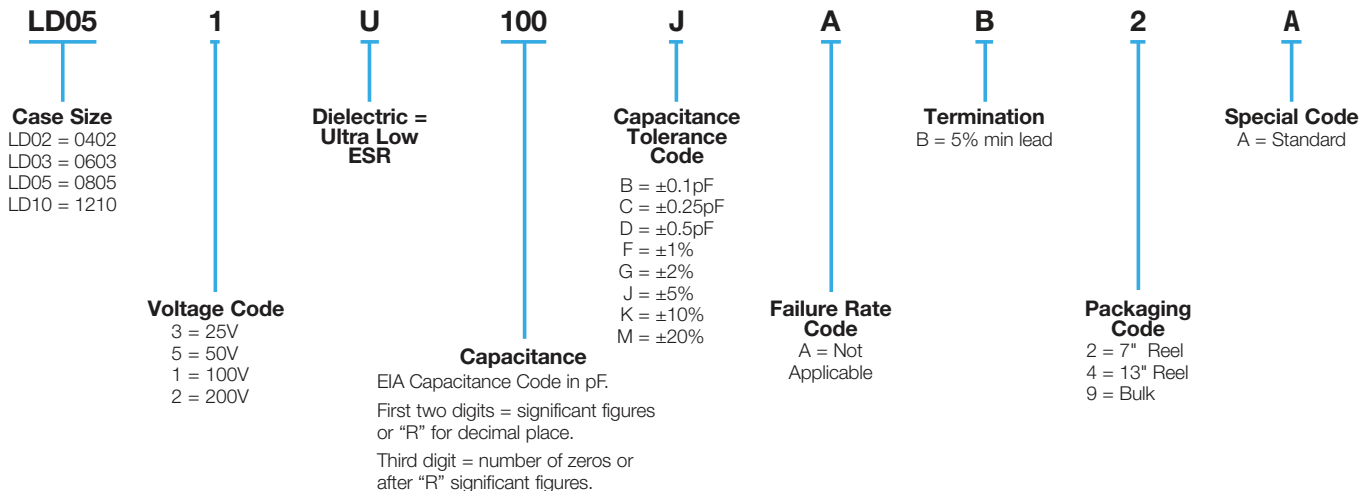 LD05 1 U 100 J A B 2 A
Case Size
LD02 = 0402
LD03 = 0603
LD05 = 0805
LD10 = 1210
Voltage Code
3 = 25V
5 = 50V
1 = 100V
2 = 200V
Dielectric =
Ultra Low
ESR
Capacitance
EIA Capacitance Code in pF.
First two digits = significant figures
or “R” for decimal place.
Third digit = number of zeros or
after “R” significant figures.
Capacitance
Tolerance
Code
B = ±0.1pF
C = ±0.25pF
D = ±0.5pF
F = ±1%
G = ±2%
J = ±5%
K = ±10%
M = ±20%
Failure Rate
Code
A = Not
Applicable
Termination
B = 5% min lead
Packaging
Code
2 = 7" Reel
4 = 13" Reel
9 = Bulk
Special Code
A = Standard